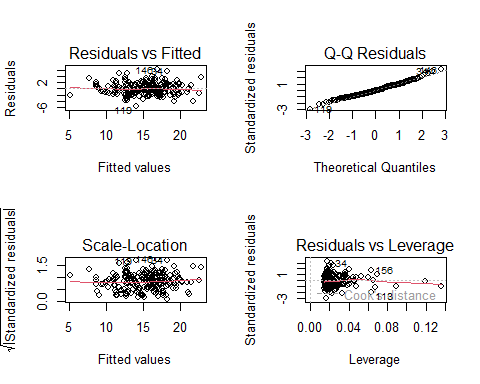 Residuals vs Fitted
Residuals
-6
2
119
5
10
15
20
Fitted values
Q-Q Residuals
Standardized residuals
-3
1
119
-3
-2
-1
0
1
2
3
Theoretical Quantiles
Scale-Location
√|Standardized residuals|
0.0
1.5
5
10
15
20
Fitted values
Residuals vs Leverage
Standardized residuals
-3
1
34
156
113
Cook's distance
0.00
0.04
0.08
0.12
Leverage